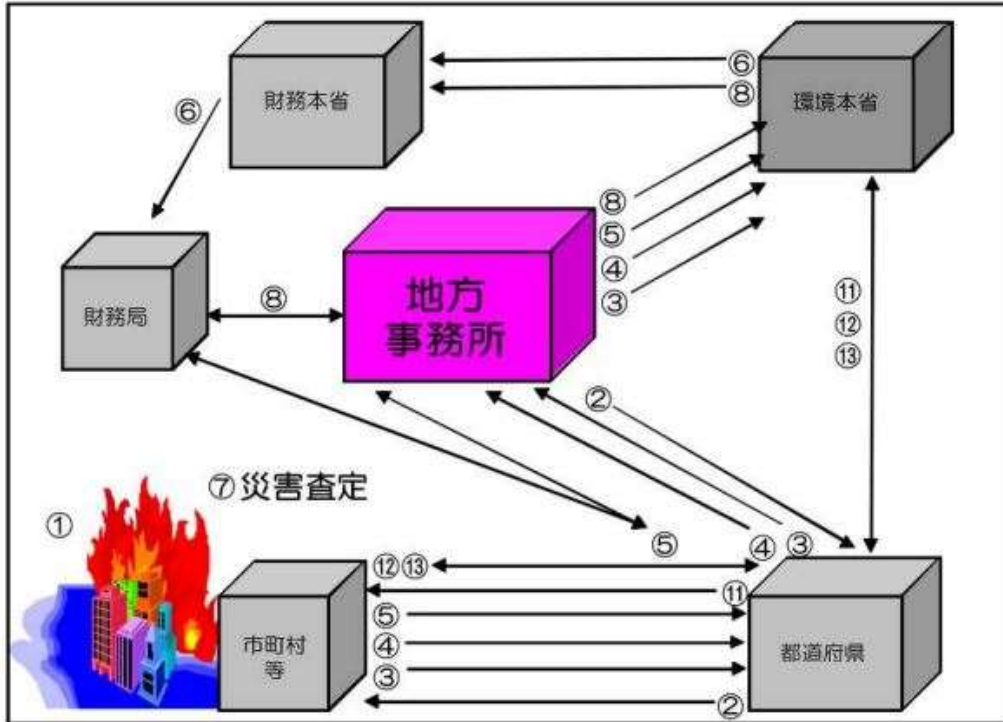 ⑥
⑧
財務本省
環境本省
⑥
⑧
⑤
④
③
財務局
⑧
地方
事務所
⑪
⑫
⑬
②
⑦災害査定
①
⑤
④
③
⑫⑬
⑪
⑤
④
③
②
市町村
等
都道府県